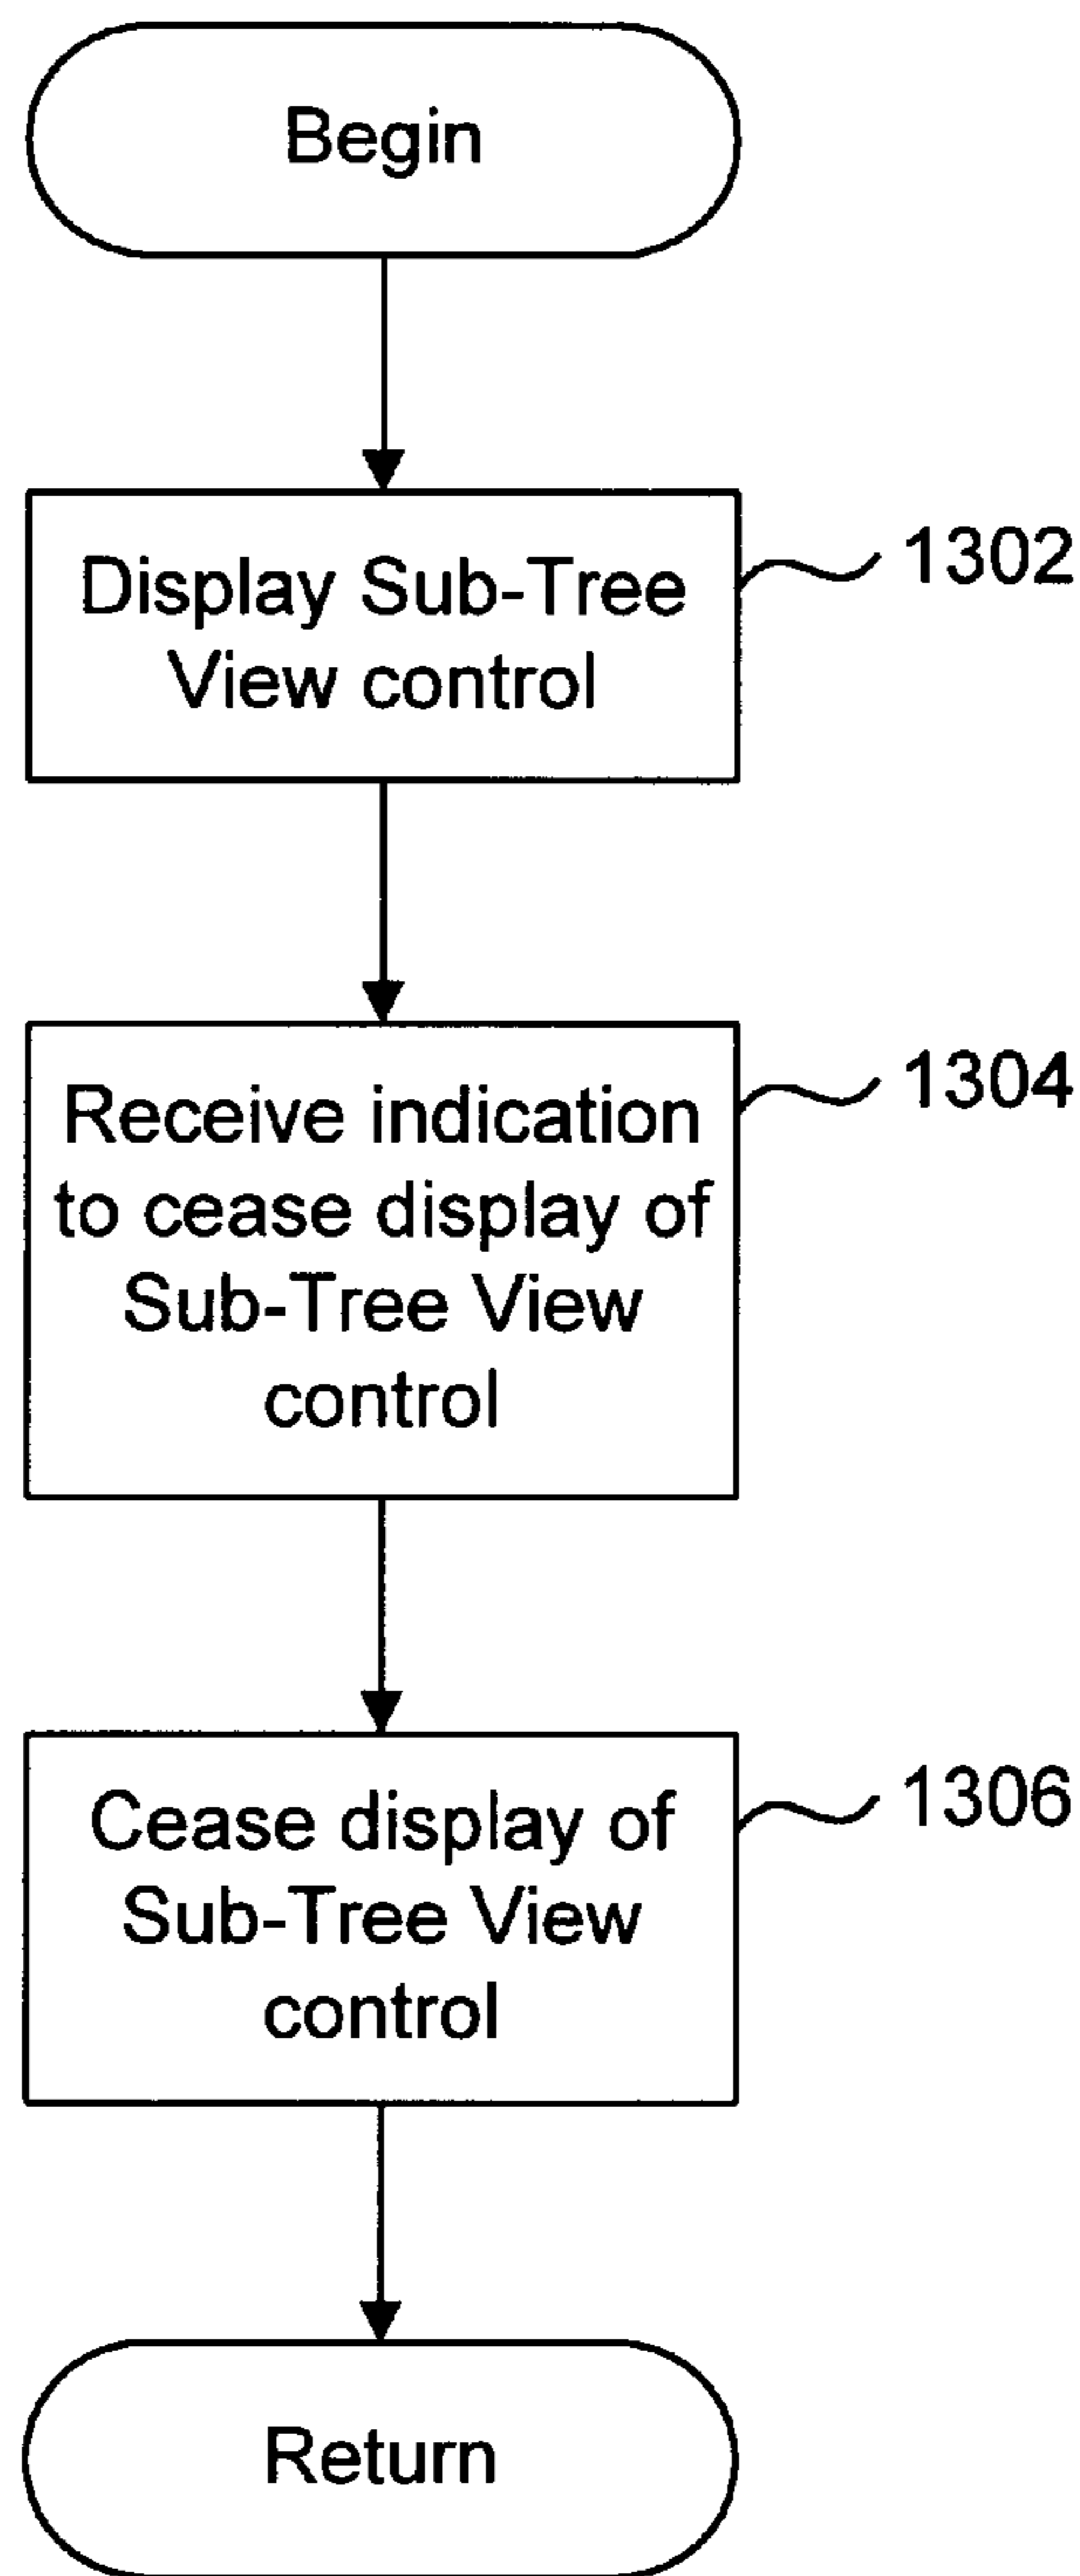 Begin
Display Sub-Tree
View control
1302
Receive indication
to cease display of
Sub-Tree View
control
1304
Cease display of
Sub-Tree View
control
1306
Return